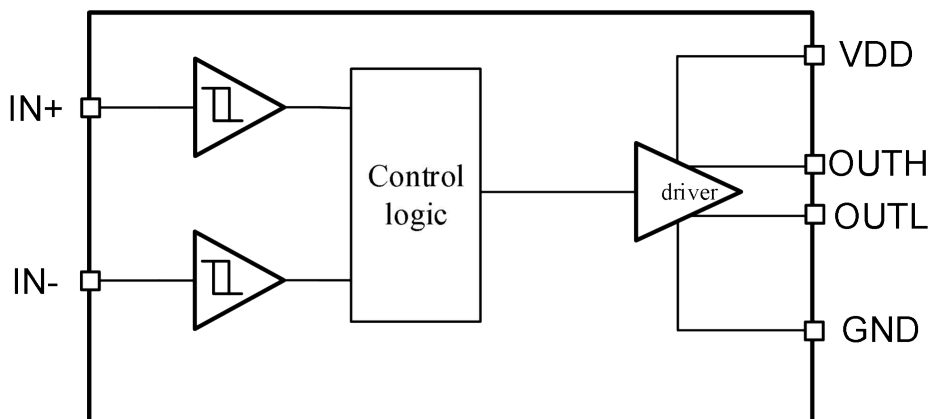 IN+
IN-
Control
logic
driver
VDD
OUTH
OUTL
GND